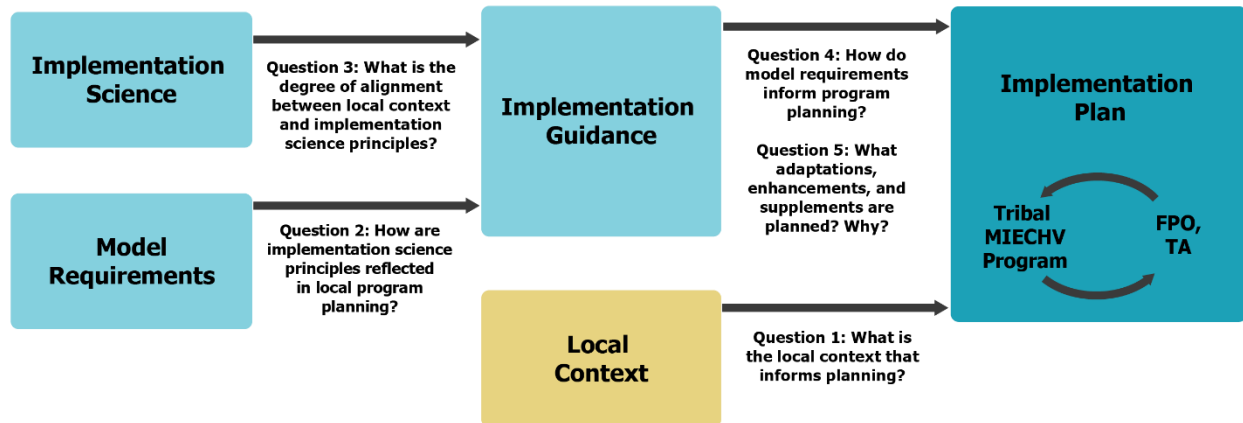 Implementation
Science
Question 3: What is the
degree of alignment
between local context
and implementation
science principles?
Implementation
Guidance
Question 4: How do
model requirements
inform program
planning?
Question 5: What
adaptations,
enhancements, and
supplements are
planned? Why?
Implementation
Plan
Tribal
MIECHV
Program
FPO,
TA
Model
Requirements
Question 2: How are
implementation science
principles reflected
in local program
planning?
Local
Context
Question 1: What is
the local context that
informs planning?